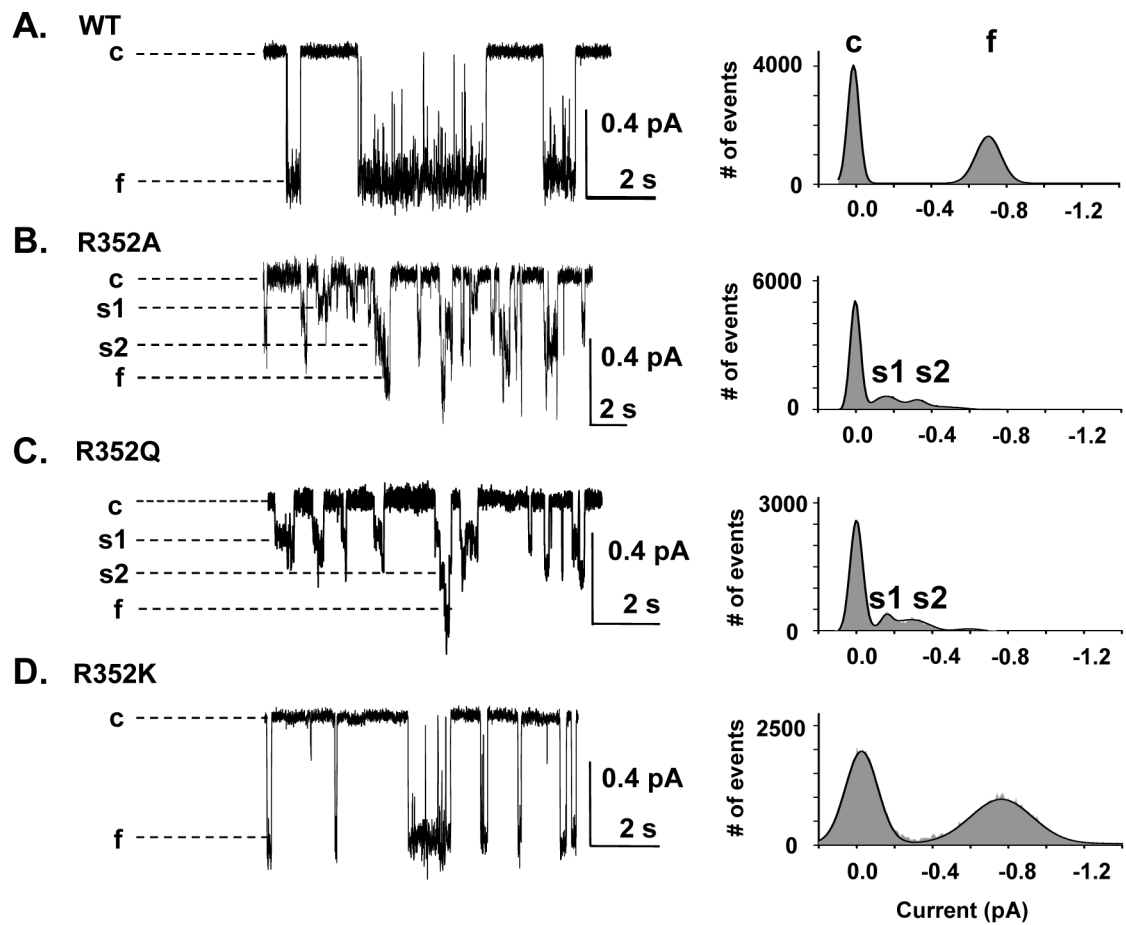 A. WT
c
f
0.4 pA
2 s
c f
# of events
4000
0
0.0 -0.4 -0.8 -1.2
B. R352A
c
s1
s2
f
0.4 pA
2 s
# of events
6000
0
s1 s2
0.0 -0.4 -0.8 -1.2
C. R352Q
c
s1
s2
f
0.4 pA
2 s
# of events
3000
0
s1 s2
0.0 -0.4 -0.8 -1.2
D. R352K
c
f
0.4 pA
2 s
# of events
2500
0
0.0 -0.4 -0.8 -1.2
Current (pA)